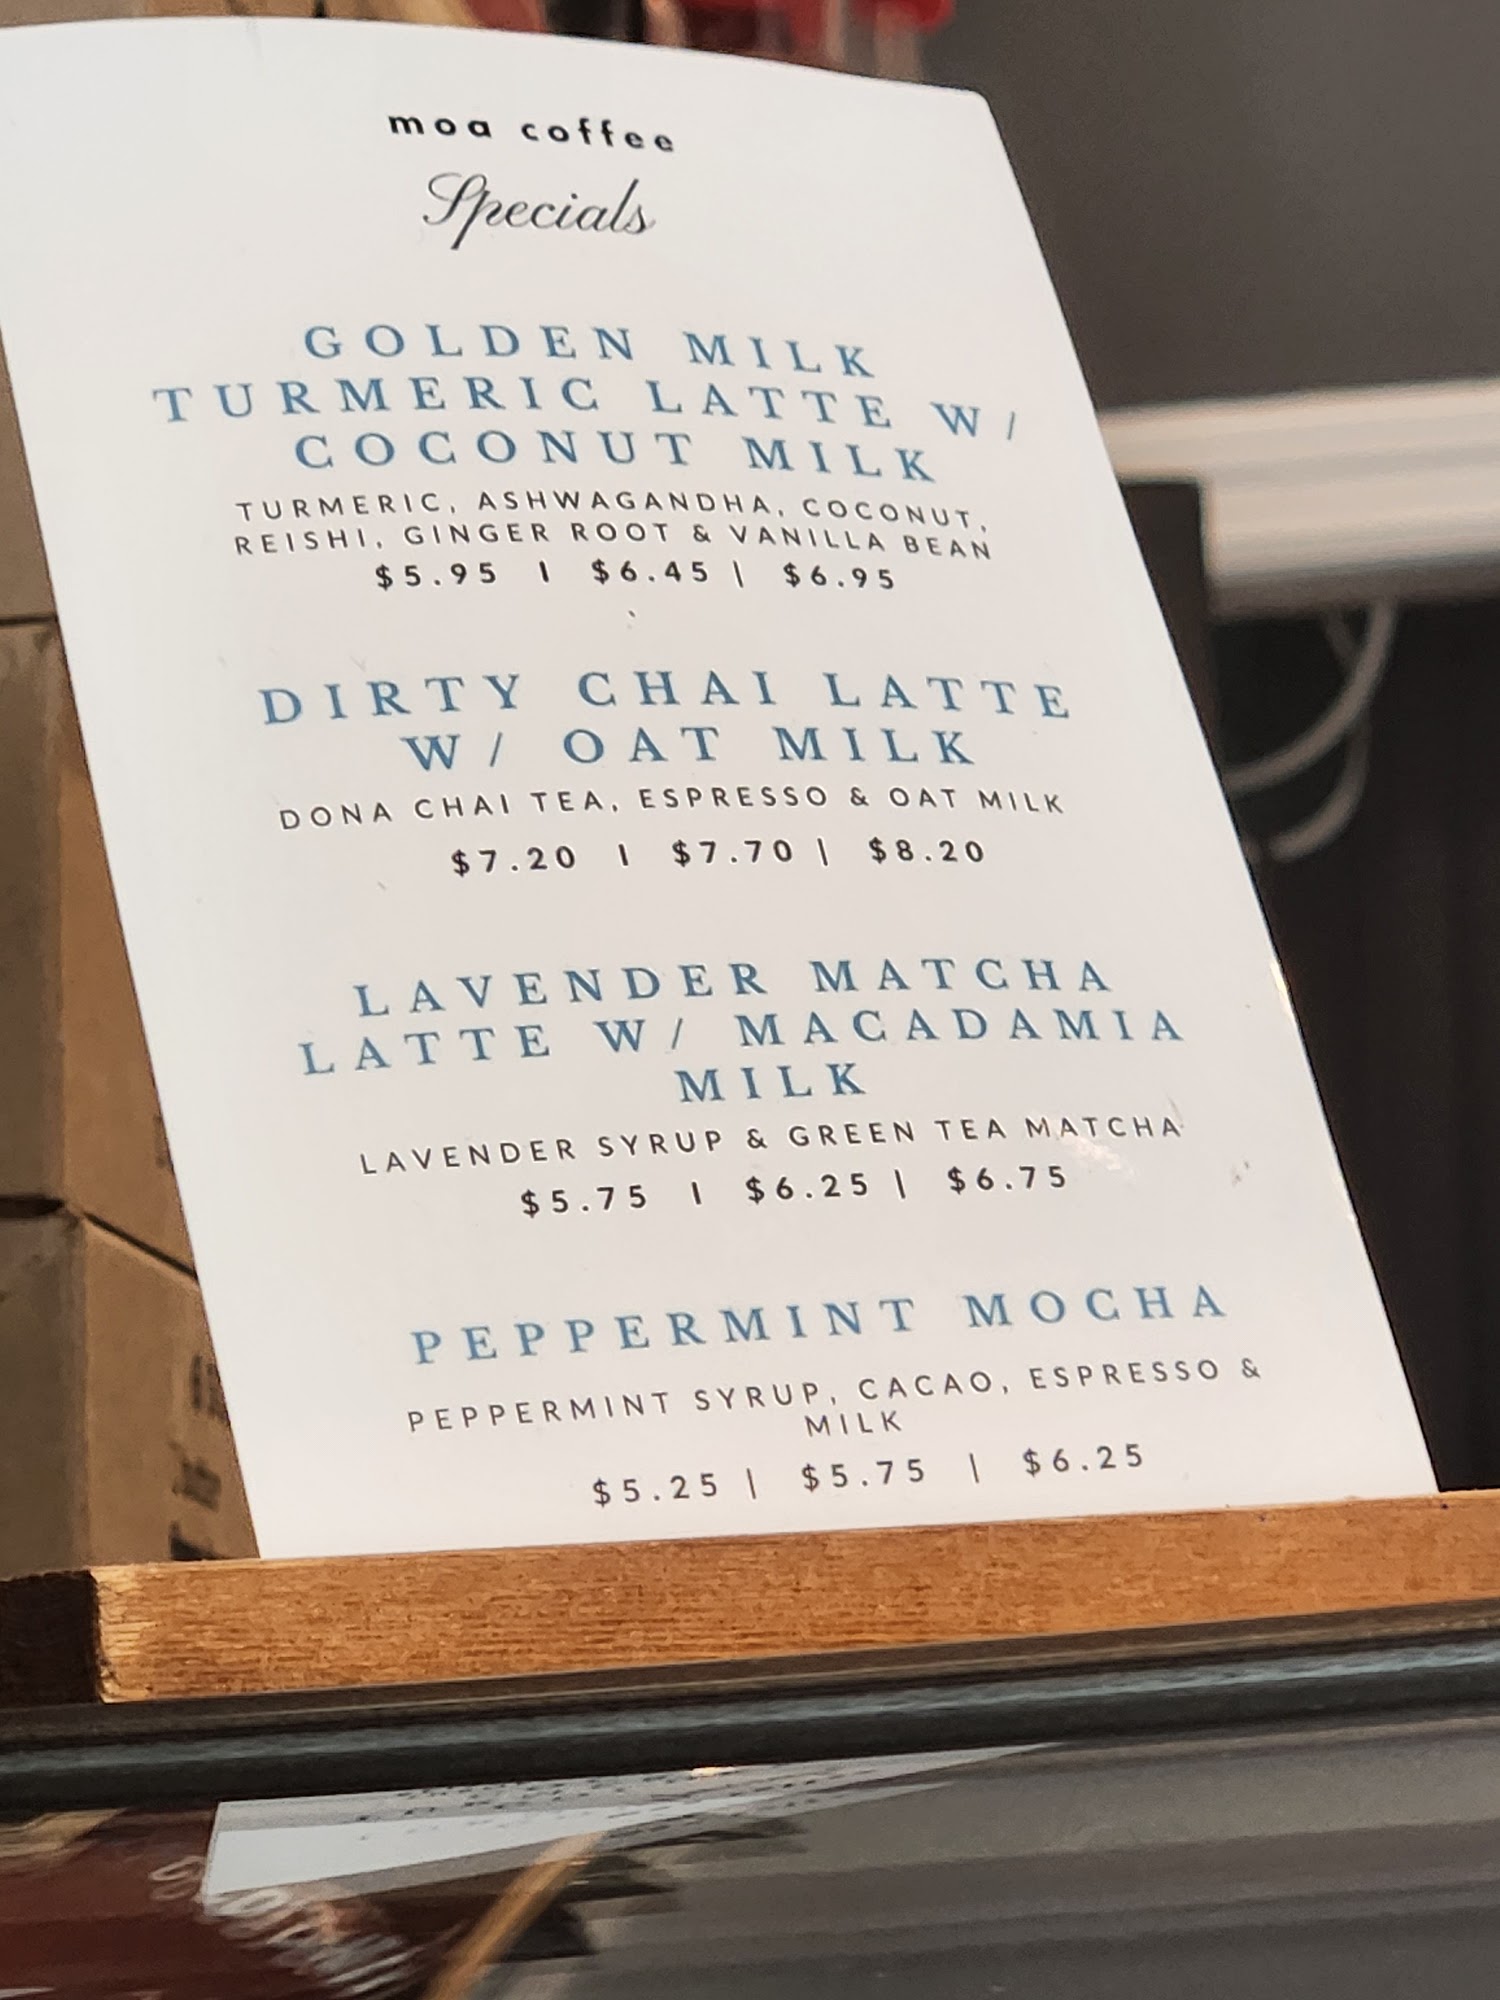 moa coffee
Specials
GOLDEN MILK
TURMERIC LATTE W/
COCONUT MILK
TURMERIC, ASHWAGANDHA, COCONUT,
REISHI, GINGER ROOT & VANILLA BEAN
$5.95 | $6.45 | $6.95
DIRTY CHAI LATTE
W/ OAT MILK
DONA CHAI TEA, ESPRESSO & OAT MILK
$7.20 | $7.70 | $8.20
LAVENDER MATCHA
LATTE W/ MACADAMIA
MILK
LAVENDER SYRUP & GREEN TEA MATCHA
$5.75 | $6.25 | $6.75
PEPPERMINT MOCHA
PEPPERMINT SYRUP, CACAO, ESPRESSO &
MILK
$5.25 | $5.75 | $6.25